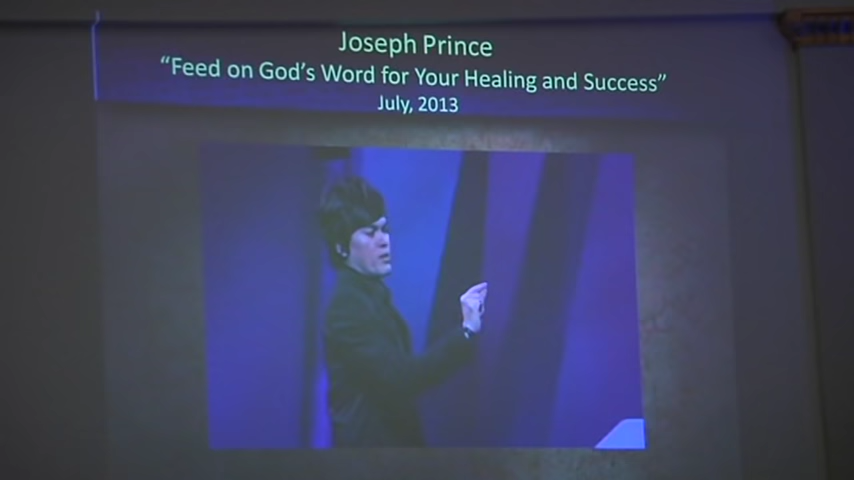 Joseph Prince
“Feed on God’s Word for Your Healing and Success”
July, 2013